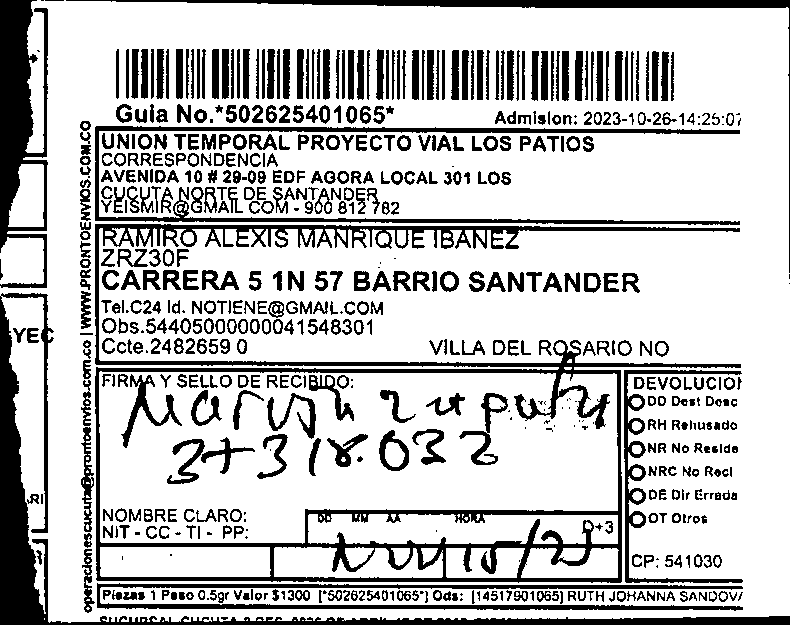 Guia No.*502625401065*
Admision: 2023-10-26-14:25:07
UNION TEMPORAL PROYECTO VIAL LOS PATIOS
CORRESPONDENCIA
AVENIDA 10 # 29-09 EDF AGORA LOCAL 301 LOS
CUCUTA NORTE DE SANTANDER
YEISMIR@GMAIL COM - 900 812 782
RAMIRO ALEXIS MANRIQUE IBANEZ
ZRZ30F
CARRERA 5 1N 57 BARRIO SANTANDER
Tel.C24 Id. NOTIENE@GMAIL.COM
Obs.54405000000041548301
Ccte.2482659 0 VILLA DEL ROSARIO NO
operacionescucuta@prontoenvios.com.co | WWW.PRONTOENVIOS.COM.CO
YEC
FIRMA Y SELLO DE RECIBIDO:
DEVOLUCION
DD Dest Desc
RH Rehusado
NR No Reside
NRC No Recl
DE Dir Errada
OT Otros
CP: 541030
NOMBRE CLARO:
NIT - CC - TI - PP:
DD MM AA HORA
D+3
Piezas 1 Peso 0.5gr Valor $1300 [*502625401065*] Ods: [14517901065] RUTH JOHANNA SANDOVA